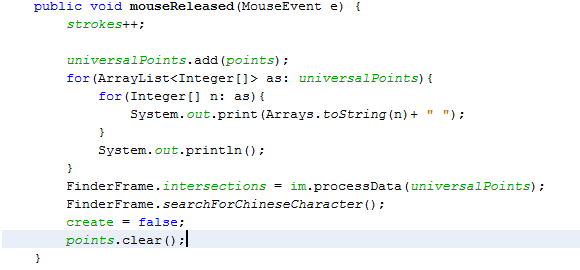 public void mouseReleased(MouseEvent e) {
strokes++;
universalPoints.add(points);
for(ArrayList<Integer[]> as: universalPoints){
for(Integer[] n: as){
System.out.print(Arrays.toString(n)+ " ");
}
System.out.println();
}
FinderFrame.intersections = im.processData(universalPoints);
FinderFrame.searchForChineseCharacter();
create = false;
points.clear();
}